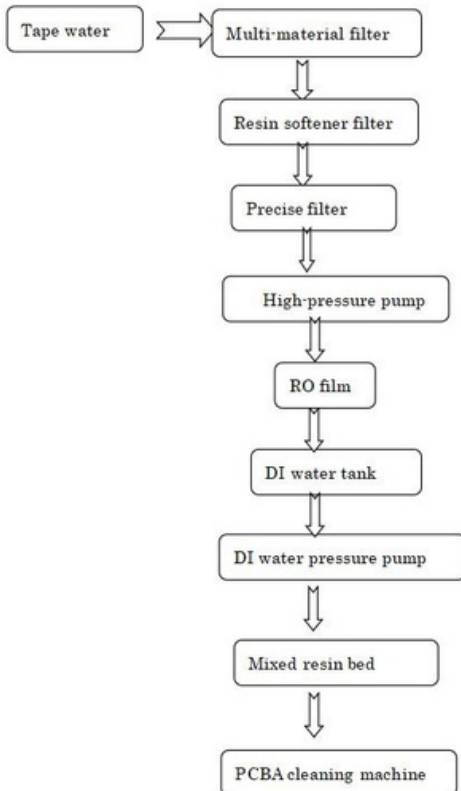 Tape water
Multi-material filter
Resin softener filter
Precise filter
High-pressure pump
RO film
DI water tank
DI water pressure pump
Mixed resin bed
PCBA cleaning machine